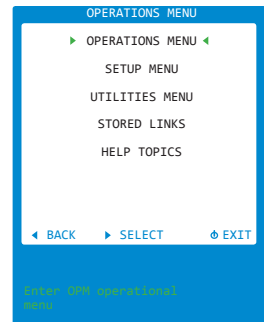 OPERATIONS MENU
OPERATIONS MENU
SETUP MENU
UTILITIES MENU
STORED LINKS
HELP TOPICS
BACK SELECT EXIT
Enter OPM operational
menu